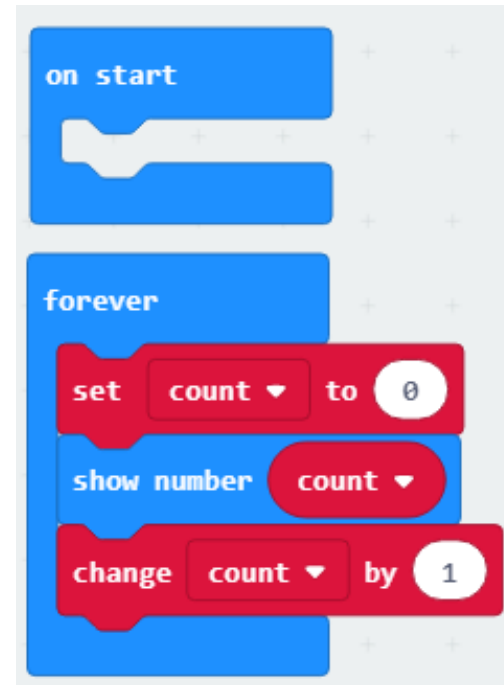 on start
forever
set count to 0
show number count
change count by 1